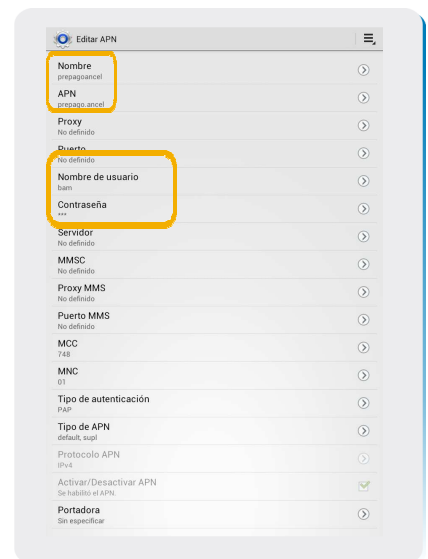 Editar APN
Nombre
prepagoancel
APN
prepago.ancel
Proxy
No definido
Puerto
No definido
Nombre de usuario
bam
Contraseña
***
Servidor
No definido
MMSC
No definido
Proxy MMS
No definido
Puerto MMS
No definido
MCC
748
MNC
01
Tipo de autenticación
PAP
Tipo de APN
default, supl
Protocolo APN
IPv4
Activar/Desactivar APN
Se habilitó el APN.
Portadora
Sin especificar